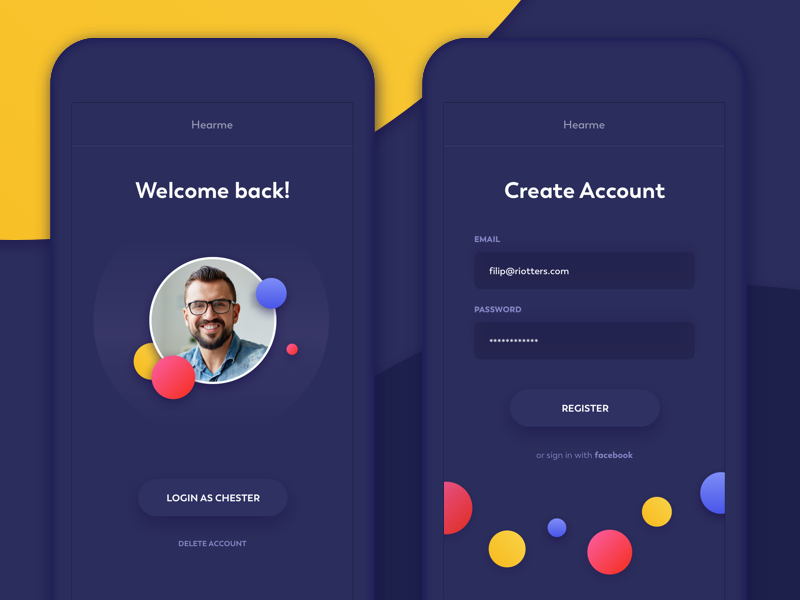 Hearme
Welcome back!
LOGIN AS CHESTER
DELETE ACCOUNT
Hearme
Create Account
EMAIL
filip@riotters.com
PASSWORD
************
REGISTER
or sign in with facebook